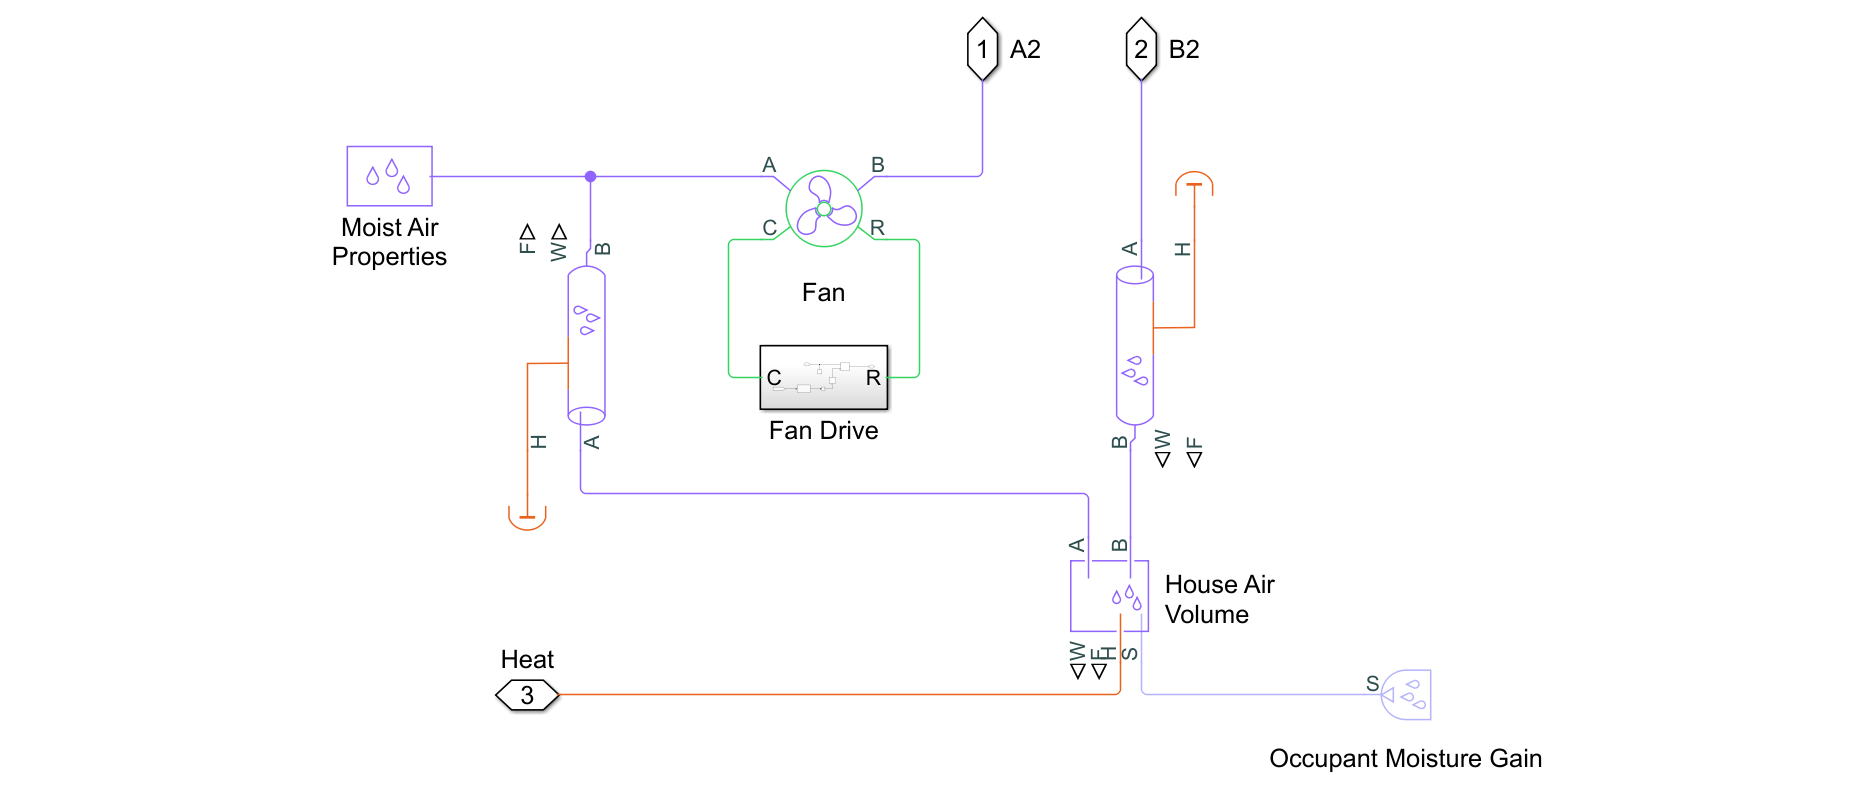 1 A2
2 B2
A B
Moist Air
Properties
F W B
C R
A H
Fan
C R
Fan Drive
H A
B W F
A B
House Air
Volume
W F H S
Heat
3
S
Occupant Moisture Gain